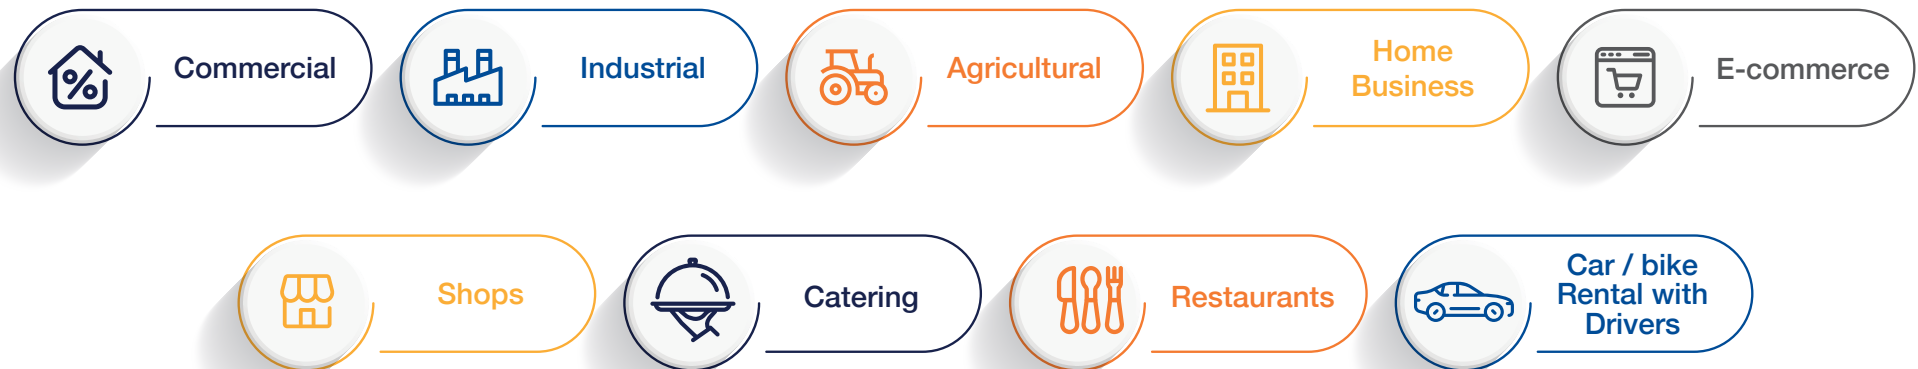 Commercial
Industrial
Agricultural
Home
Business
E-commerce
Shops
Catering
Restaurants
Car / bike
Rental with
Drivers